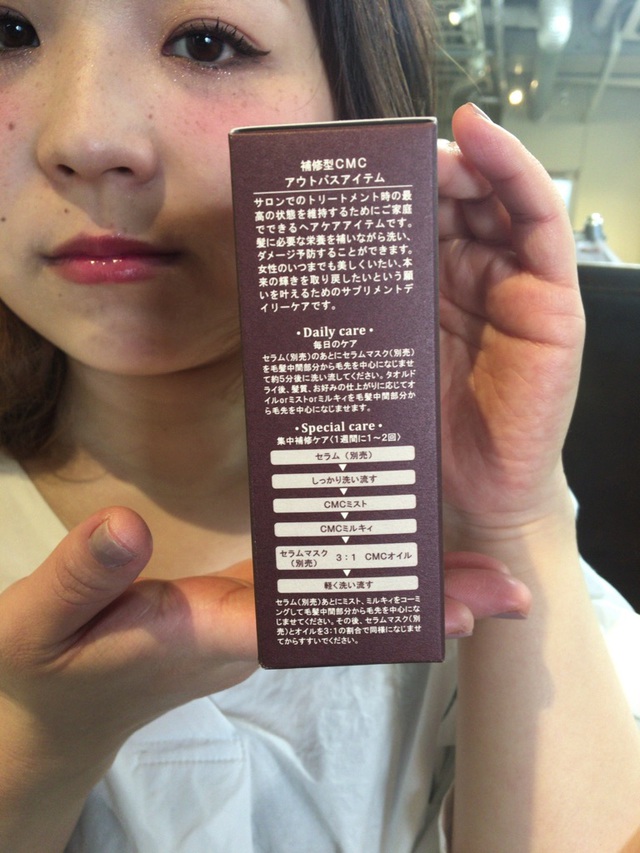 補修型CMC
アウトバスアイテム
サロンでのトリートメント時の最
高の状態を維持するためにご家庭
でできるヘアケアアイテムです。
髪に必要な栄養を補いながら洗い、
ダメージ予防することができます。
女性のいつまでも美しくいたい、本
来の輝きを取り戻したいという願
いを叶えるためのサプリメントデ
イリーケアです。
・Daily care・
毎日のケア
セラム(別売)のあとにセラムマスク(別売)
を毛髪中間部分から毛先を中心になじませ
て約5分後に洗い流してください。タオルド
ライ後、髪質、お好みの仕上がりに応じてオ
イルorミストorミルキィを毛髪中間部分か
ら毛先を中心になじませます。
・Special care・
集中補修ケア(1週間に1〜2回)
セラム(別売)
しっかり洗い流す
CMCミスト
CMCミルキィ
セラムマスク(別売) 3:1 CMCオイル
軽く洗い流す
セラム(別売)あとにミスト、ミルキィをコーミ
ングして毛髪中間部分から毛先を中心にな
じませてください。その後、セラムマスク(別
売)とオイルを3:1の割合で同様になじませ
てからすすいでください。